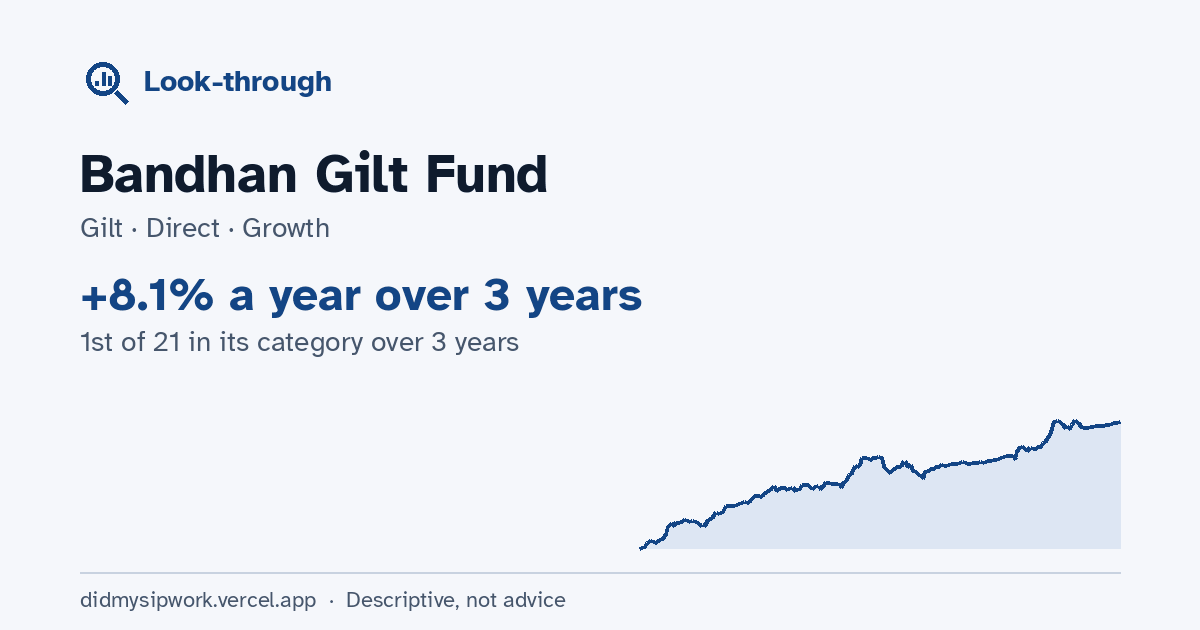 Look-through
Bandhan Gilt Fund
Gilt · Direct · Growth
+8.1% a year over 3 years
1st of 21 in its category over 3 years
didmysipwork.vercel.app · Descriptive, not advice